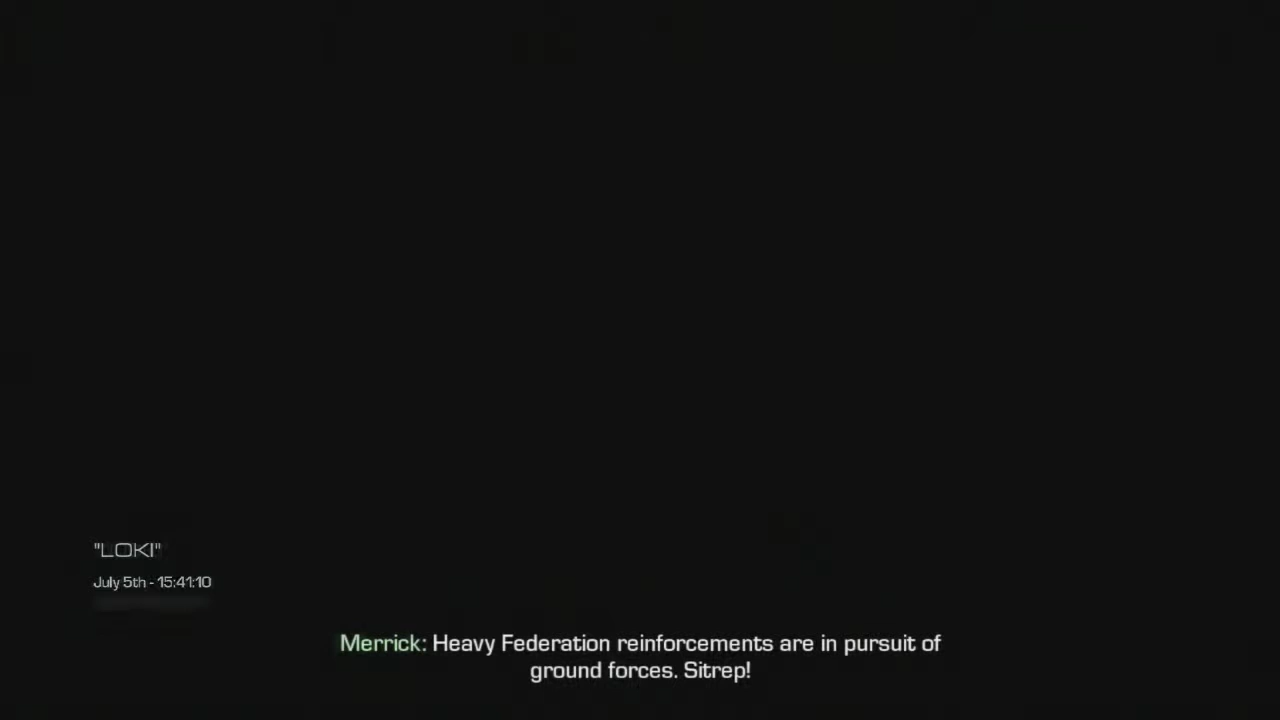 "LOKI"
July 5th - 15:41:10
Merrick: Heavy Federation reinforcements are in pursuit of
ground forces. Sitrep!